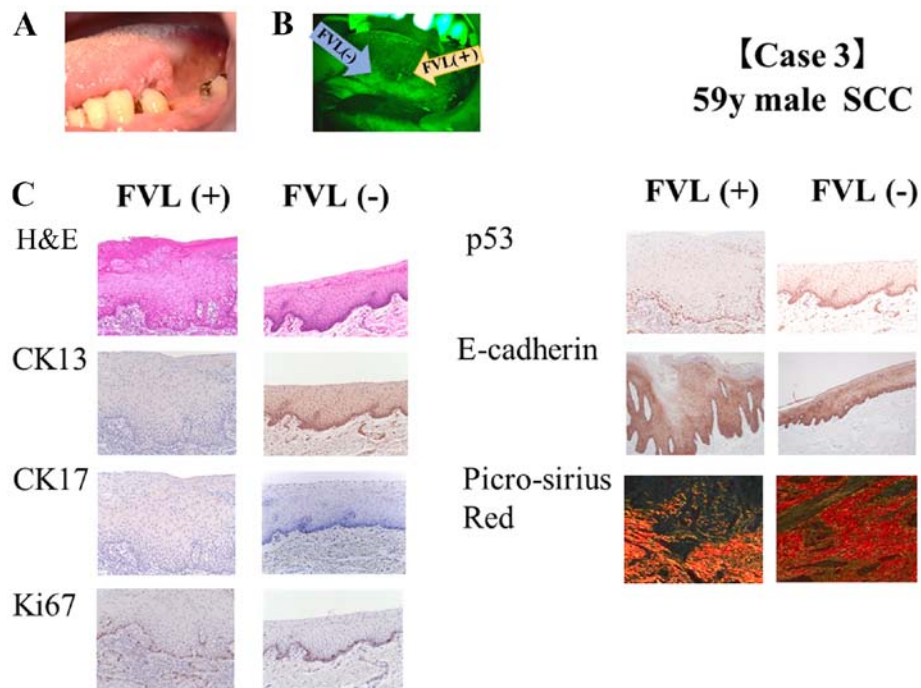 A
B
FVL(-)
FVL(+)
【Case 3】
59y male SCC
C
FVL (+)
FVL (-)
H&E
CK13
CK17
Ki67
FVL (+)
FVL (-)
p53
E-cadherin
Picro-sirius
Red